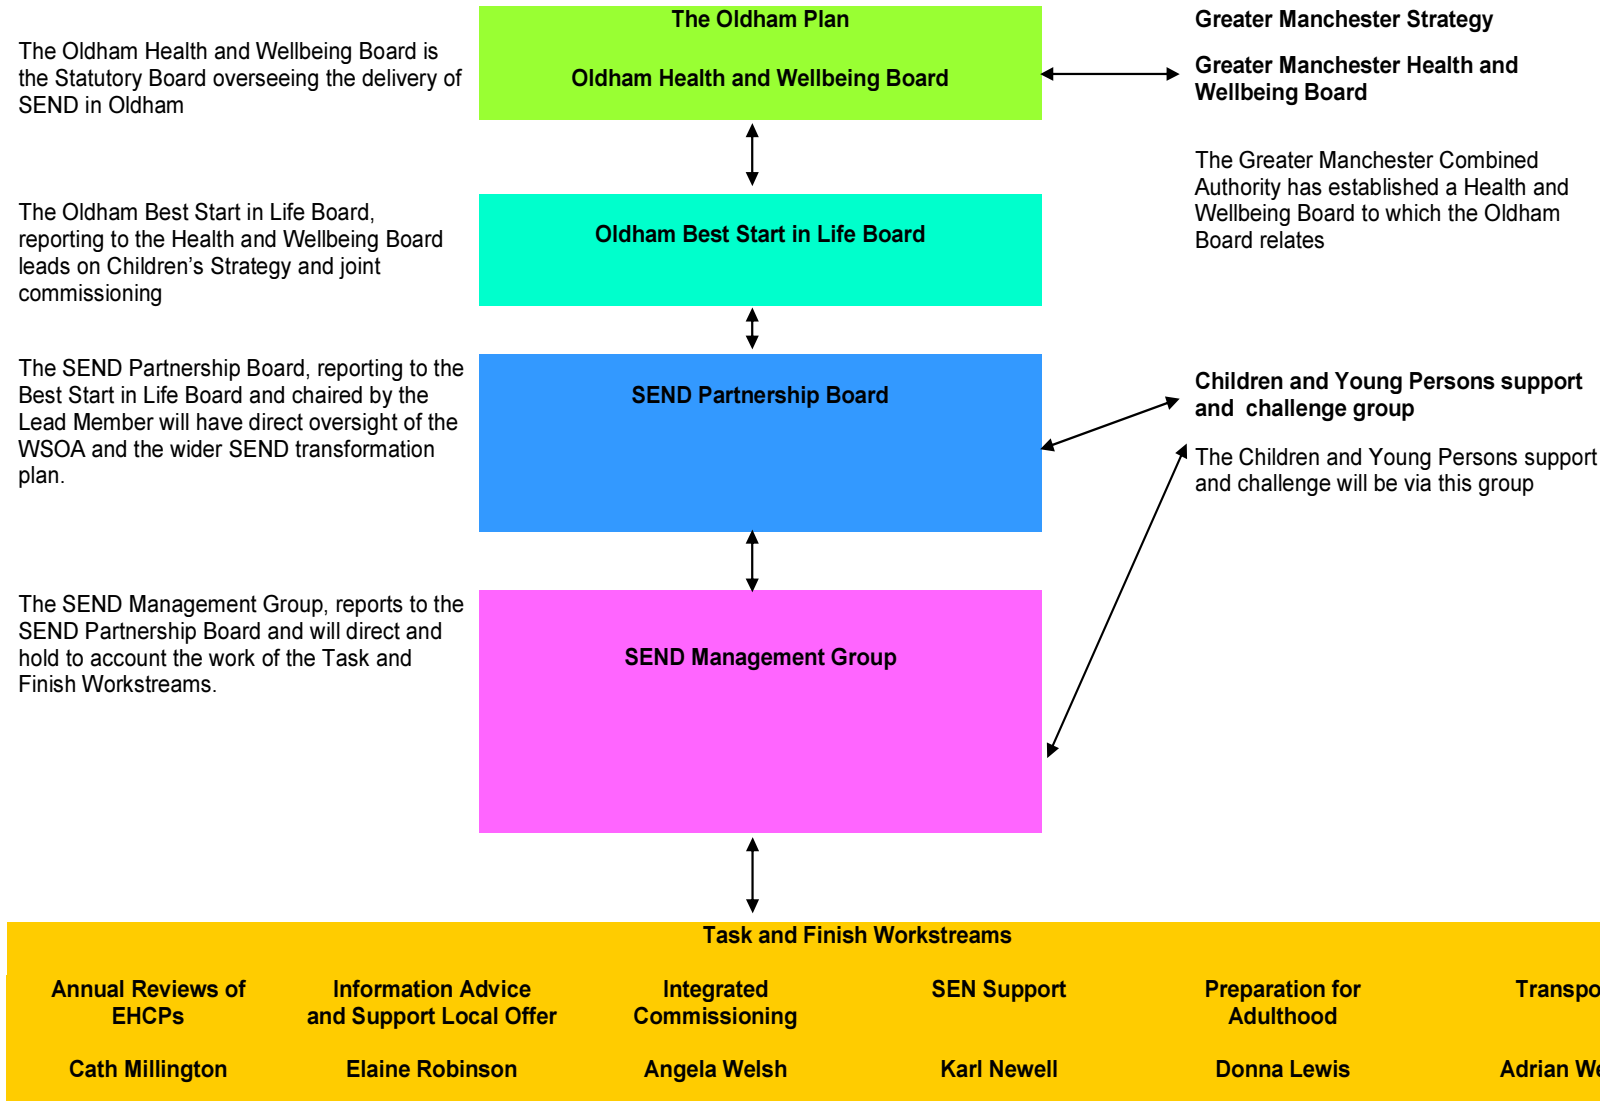 The Oldham Plan
Oldham Health and Wellbeing Board
Greater Manchester Strategy
Greater Manchester Health and
Wellbeing Board
The Oldham Health and Wellbeing Board is
the Statutory Board overseeing the delivery of
SEND in Oldham
The Greater Manchester Combined
Authority has established a Health and
Wellbeing Board to which the Oldham
Board relates
The Oldham Best Start in Life Board,
reporting to the Health and Wellbeing Board
leads on Children’s Strategy and joint
commissioning
Oldham Best Start in Life Board
The SEND Partnership Board, reporting to the
Best Start in Life Board and chaired by the
Lead Member will have direct oversight of the
WSOA and the wider SEND transformation
plan.
SEND Partnership Board
Children and Young Persons support
and challenge group
The Children and Young Persons support
and challenge will be via this group
The SEND Management Group, reports to the
SEND Partnership Board and will direct and
hold to account the work of the Task and
Finish Workstreams.
SEND Management Group
Task and Finish Workstreams
Annual Reviews of
EHCPs
Cath Millington
Information Advice
and Support Local Offer
Elaine Robinson
Integrated
Commissioning
Angela Welsh
SEN Support
Karl Newell
Preparation for
Adulthood
Donna Lewis
Adrian